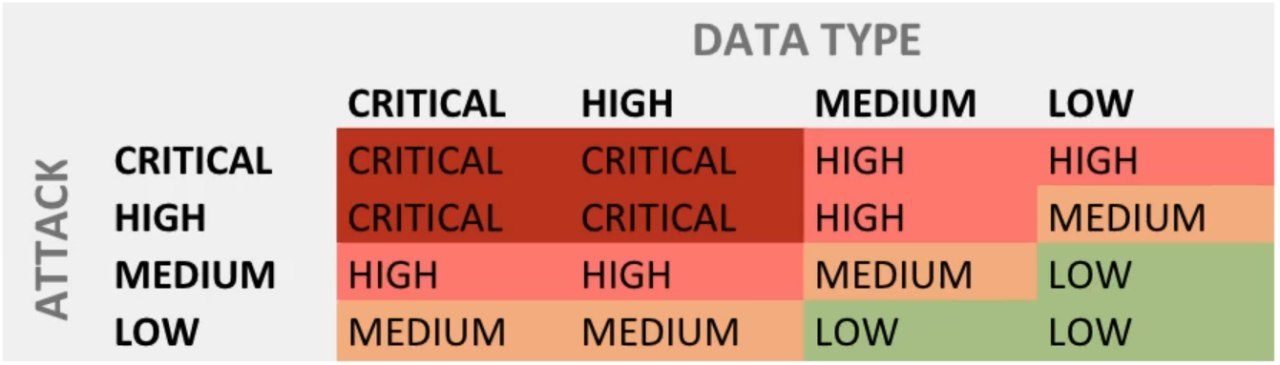 DATA TYPE
CRITICAL HIGH MEDIUM LOW
ATTACK
CRITICAL CRITICAL CRITICAL HIGH HIGH
HIGH CRITICAL CRITICAL HIGH MEDIUM
MEDIUM HIGH HIGH MEDIUM LOW
LOW MEDIUM MEDIUM LOW LOW